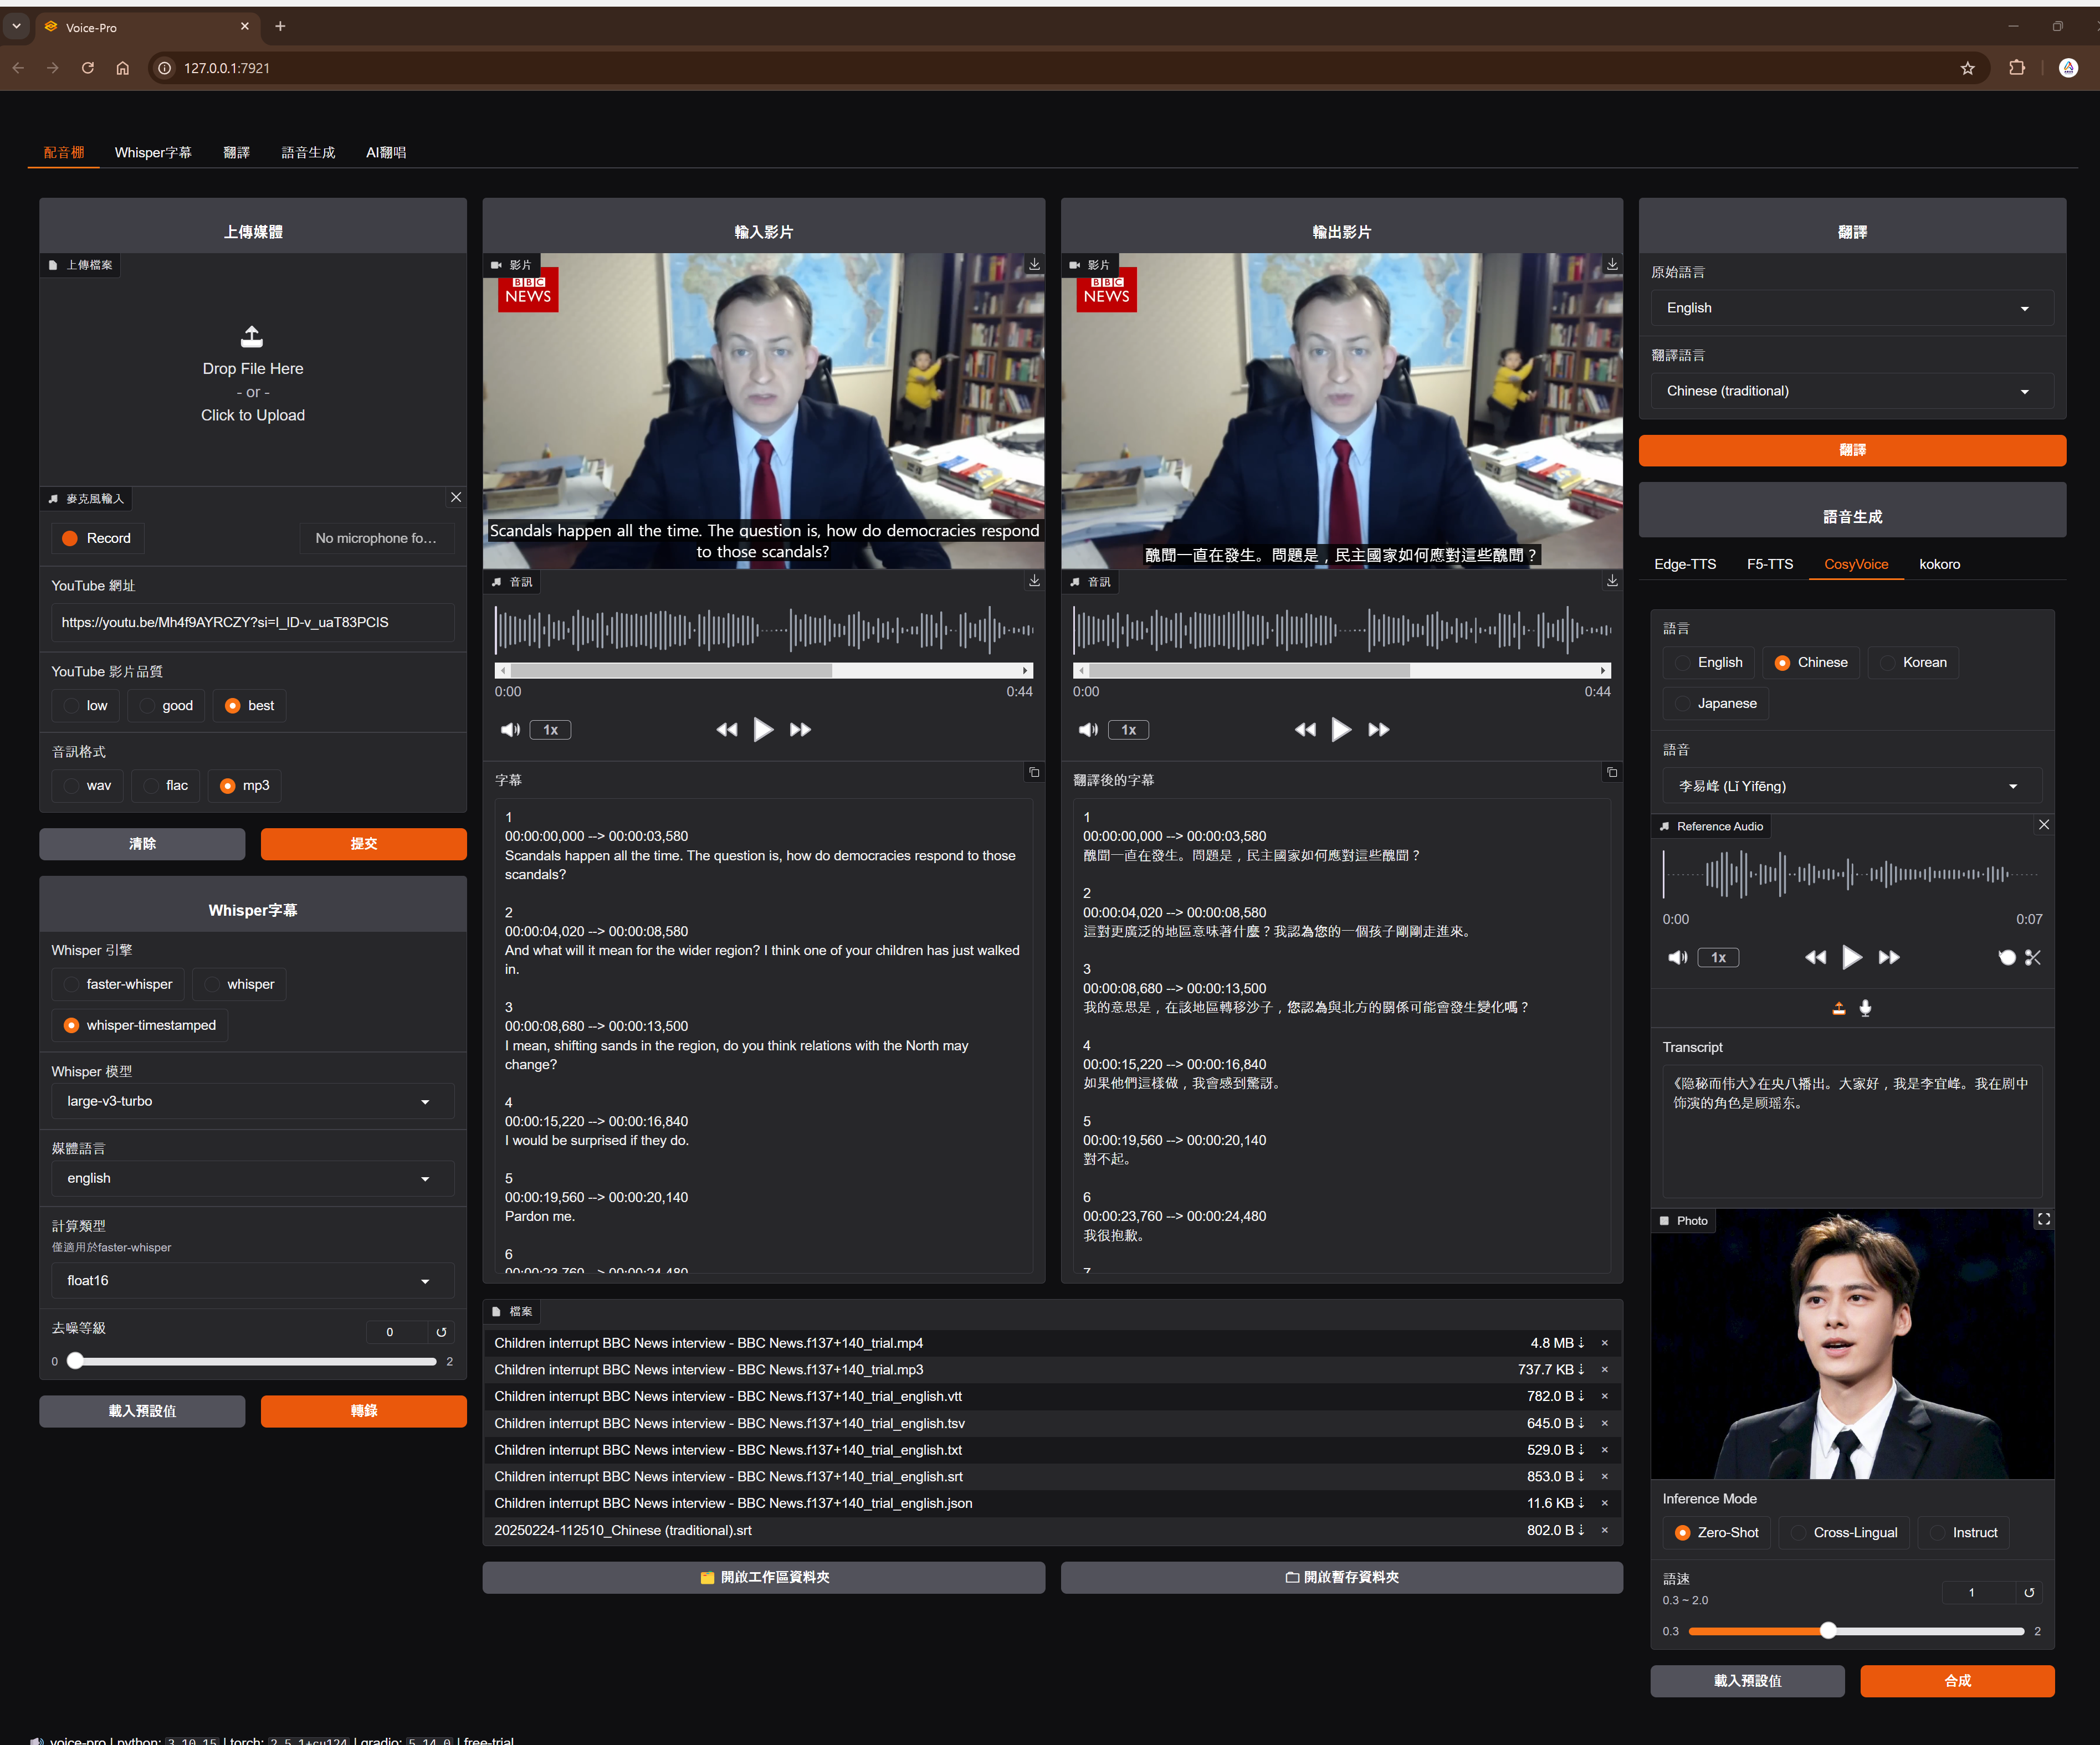 Voice-Pro
127.0.0.1:7921
配音棚 Whisper字幕 翻譯 語音生成 AI翻唱
上傳媒體
上傳檔案
Drop File Here
- or -
Click to Upload
麥克風輸入
Record No microphone fo...
YouTube 網址
https://youtu.be/Mh4f9AYRCZY?si=I_ID-v_uaT83PCIS
YouTube 影片品質
low good best
音訊格式
wav flac mp3
清除 提交
Whisper字幕
Whisper 引擎
faster-whisper whisper
whisper-timestamped
Whisper 模型
large-v3-turbo
媒體語言
english
計算類型
僅適用於faster-whisper
float16
去噪等級 0
0 2
載入預設值 轉錄
輸入影片
影片
BBC
NEWS
Scandals happen all the time. The question is, how do democracies respond
to those scandals?
音訊
0:00 0:44
1x
字幕
1
00:00:00,000 --> 00:00:03,580
Scandals happen all the time. The question is, how do democracies respond to those
scandals?
2
00:00:04,020 --> 00:00:08,580
And what will it mean for the wider region? I think one of your children has just walked
in.
3
00:00:08,680 --> 00:00:13,500
I mean, shifting sands in the region, do you think relations with the North may
change?
4
00:00:15,220 --> 00:00:16,840
I would be surprised if they do.
5
00:00:19,560 --> 00:00:20,140
Pardon me.
6
00:00:23,760 --> 00:00:24,480
輸出影片
影片
BBC
NEWS
醜聞一直在發生。問題是，民主國家如何應對這些醜聞？
音訊
0:00 0:44
1x
翻譯後的字幕
1
00:00:00,000 --> 00:00:03,580
醜聞一直在發生。問題是，民主國家如何應對這些醜聞？
2
00:00:04,020 --> 00:00:08,580
這對更廣泛的地區意味著什麼？我認為您的一個孩子剛剛走進來。
3
00:00:08,680 --> 00:00:13,500
我的意思是，在該地區轉移沙子，您認為與北方的關係可能會發生變化嗎？
4
00:00:15,220 --> 00:00:16,840
如果他們這樣做，我會感到驚訝。
5
00:00:19,560 --> 00:00:20,140
對不起。
6
00:00:23,760 --> 00:00:24,480
我很抱歉。
7
檔案
Children interrupt BBC News interview - BBC News.f137+140_trial.mp4 4.8 MB ⇣ ×
Children interrupt BBC News interview - BBC News.f137+140_trial.mp3 737.7 KB ⇣ ×
Children interrupt BBC News interview - BBC News.f137+140_trial_english.vtt 782.0 B ⇣ ×
Children interrupt BBC News interview - BBC News.f137+140_trial_english.tsv 645.0 B ⇣ ×
Children interrupt BBC News interview - BBC News.f137+140_trial_english.txt 529.0 B ⇣ ×
Children interrupt BBC News interview - BBC News.f137+140_trial_english.srt 853.0 B ⇣ ×
Children interrupt BBC News interview - BBC News.f137+140_trial_english.json 11.6 KB ⇣ ×
20250224-112510_Chinese (traditional).srt 802.0 B ⇣ ×
開啟工作區資料夾 開啟暫存資料夾
翻譯
原始語言
English
翻譯語言
Chinese (traditional)
翻譯
語音生成
Edge-TTS F5-TTS CosyVoice kokoro
語言
English Chinese Korean
Japanese
語音
李易峰 (Lǐ Yìfēng)
Reference Audio
0:00 0:07
1x
Transcript
《隐秘而伟大》在央八播出。大家好，我是李宜峰。我在剧中
饰演的角色是顾瑶东。
Photo
Inference Mode
Zero-Shot Cross-Lingual Instruct
語速
0.3 ~ 2.0 1
0.3 2
載入預設值 合成
voice-pro | python: 3.10.15 | torch: 2.5.1+cu124 | gradio: 5.14.0 | free-trial